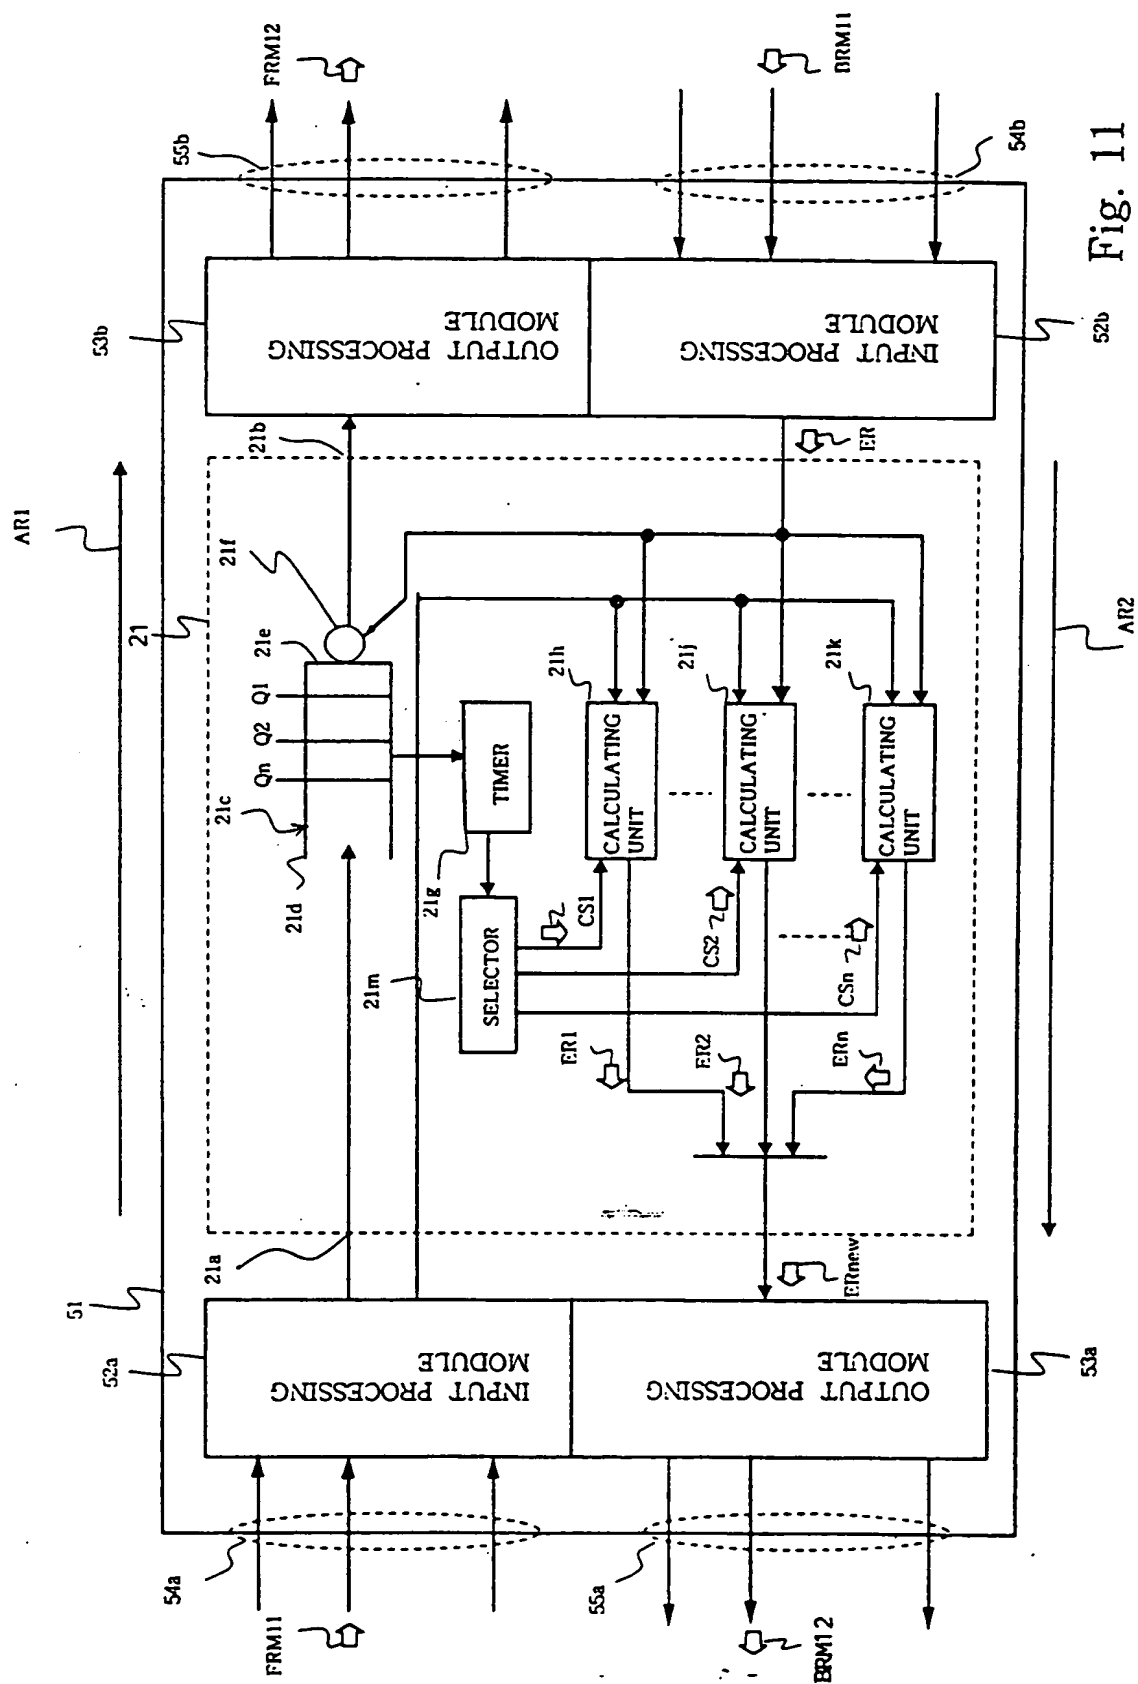 Fig. 11
AR1
51
21
52a
INPUT PROCESSING
MODULE
53b
OUTPUT PROCESSING
MODULE
54a
FRM11
55b
FRM12
21a
21b
21c
21d
Qn
Q2
Q1
21e
21f
TIMER
21g
SELECTOR
21m
CS1
CALCULATING
UNIT
21h
CS2
CALCULATING
UNIT
21j
CSn
CALCULATING
UNIT
21k
ER1
ER2
ERn
ERnew
ER
OUTPUT PROCESSING
MODULE
53a
INPUT PROCESSING
MODULE
52b
55a
BRM12
54b
BRM11
AR2